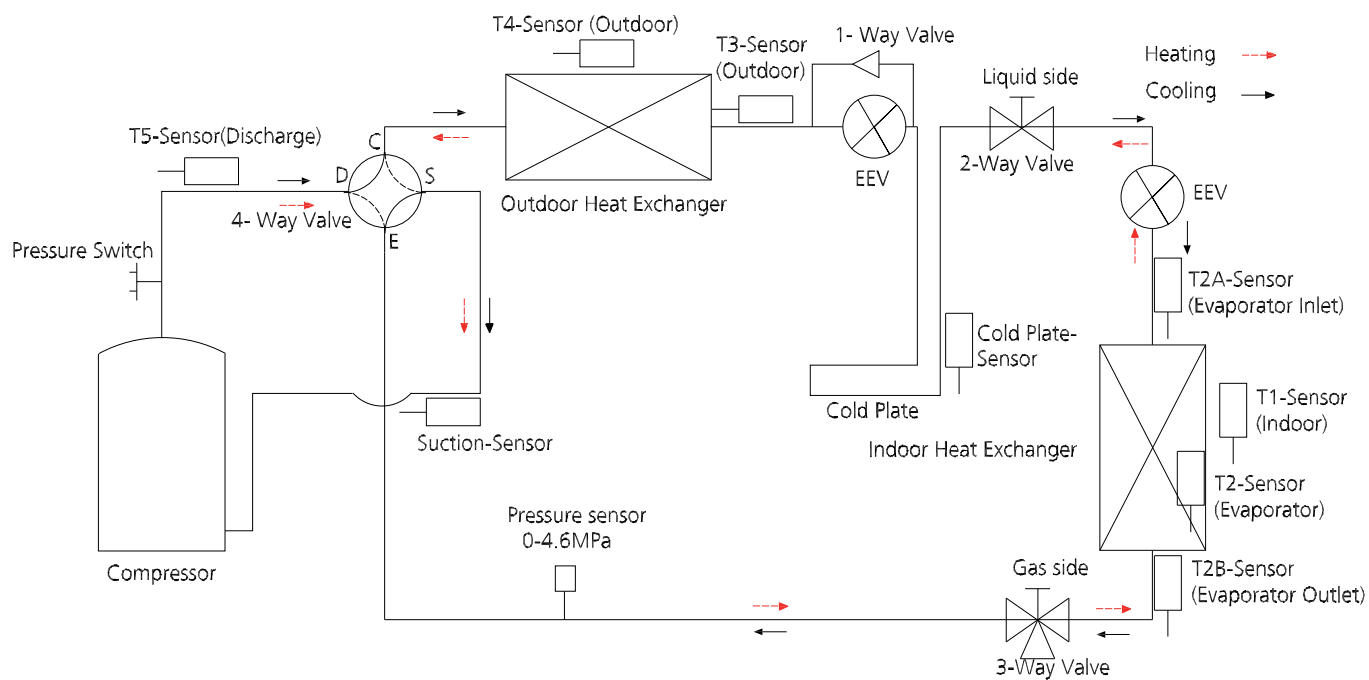 T4-Sensor (Outdoor)
T3-Sensor
(Outdoor)
1- Way Valve
Heating
Cooling
Liquid side
T5-Sensor(Discharge)
C
D
S
E
4- Way Valve
Outdoor Heat Exchanger
EEV
2-Way Valve
EEV
Pressure Switch
T2A-Sensor
(Evaporator Inlet)
Cold Plate-
Sensor
Cold Plate
T1-Sensor
(Indoor)
Suction-Sensor
Indoor Heat Exchanger
T2-Sensor
(Evaporator)
Pressure sensor
0-4.6MPa
Compressor
Gas side
T2B-Sensor
(Evaporator Outlet)
3-Way Valve